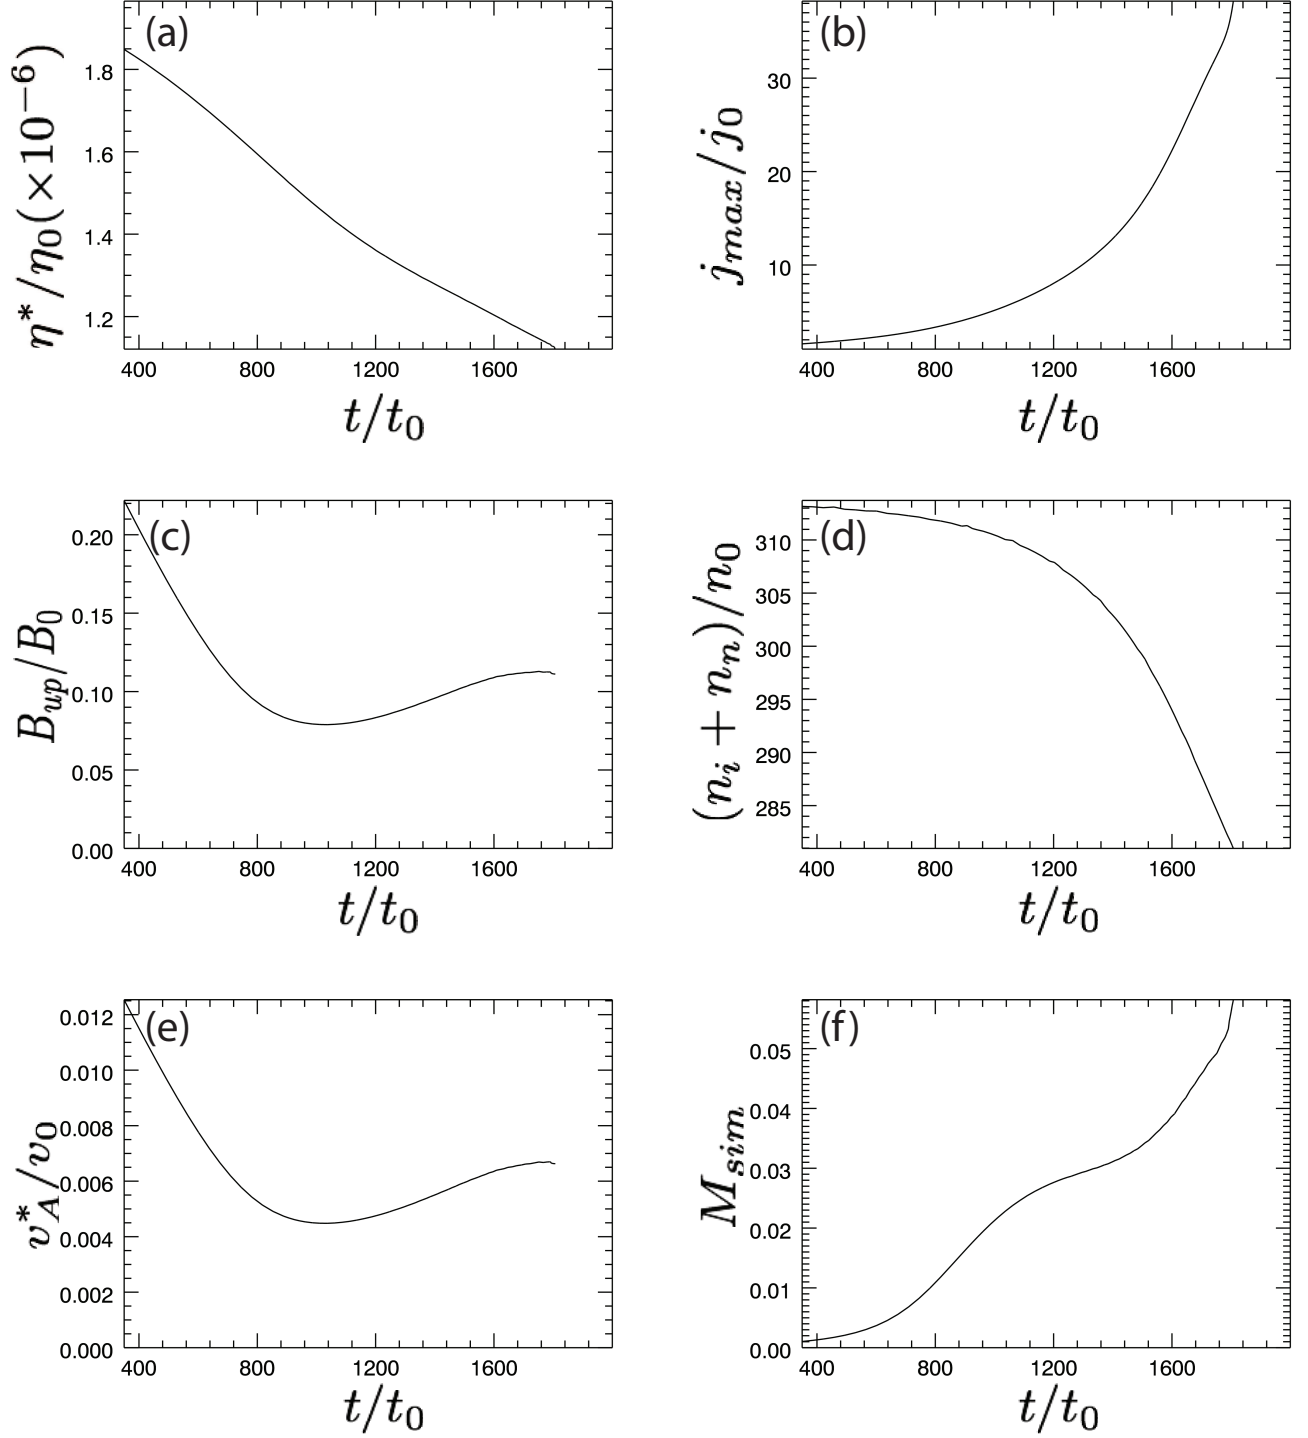 (a)
η*/η₀(×10⁻⁶)
1.8
1.6
1.4
1.2
400 800 1200 1600
t/t₀
(b)
j_max/j₀
30
20
10
400 800 1200 1600
t/t₀
(c)
B_up/B₀
0.20
0.15
0.10
0.05
0.00
400 800 1200 1600
t/t₀
(d)
(n_i + n_n)/n₀
310
305
300
295
290
285
400 800 1200 1600
t/t₀
(e)
v*_A/v₀
0.012
0.010
0.008
0.006
0.004
0.002
0.000
400 800 1200 1600
t/t₀
(f)
M_sim
0.05
0.04
0.03
0.02
0.01
0.00
400 800 1200 1600
t/t₀